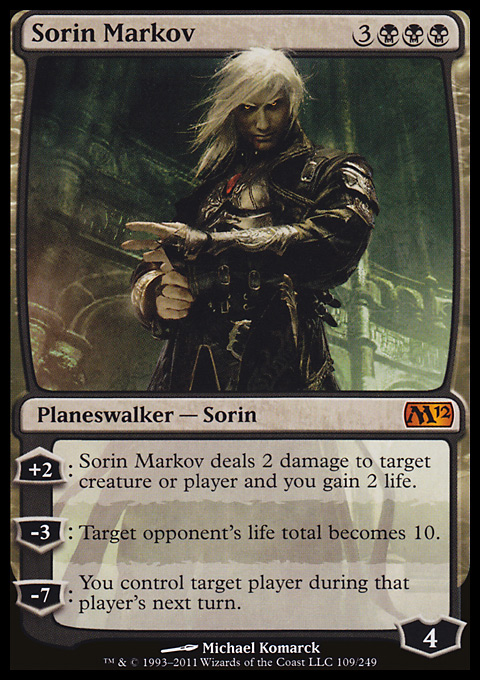 Sorin Markov 3
Planeswalker — Sorin M12
+2 : Sorin Markov deals 2 damage to target
creature or player and you gain 2 life.
-3 : Target opponent's life total becomes 10.
-7 : You control target player during that
player's next turn.
4
Michael Komarck
™ & © 1993–2011 Wizards of the Coast LLC 109/249